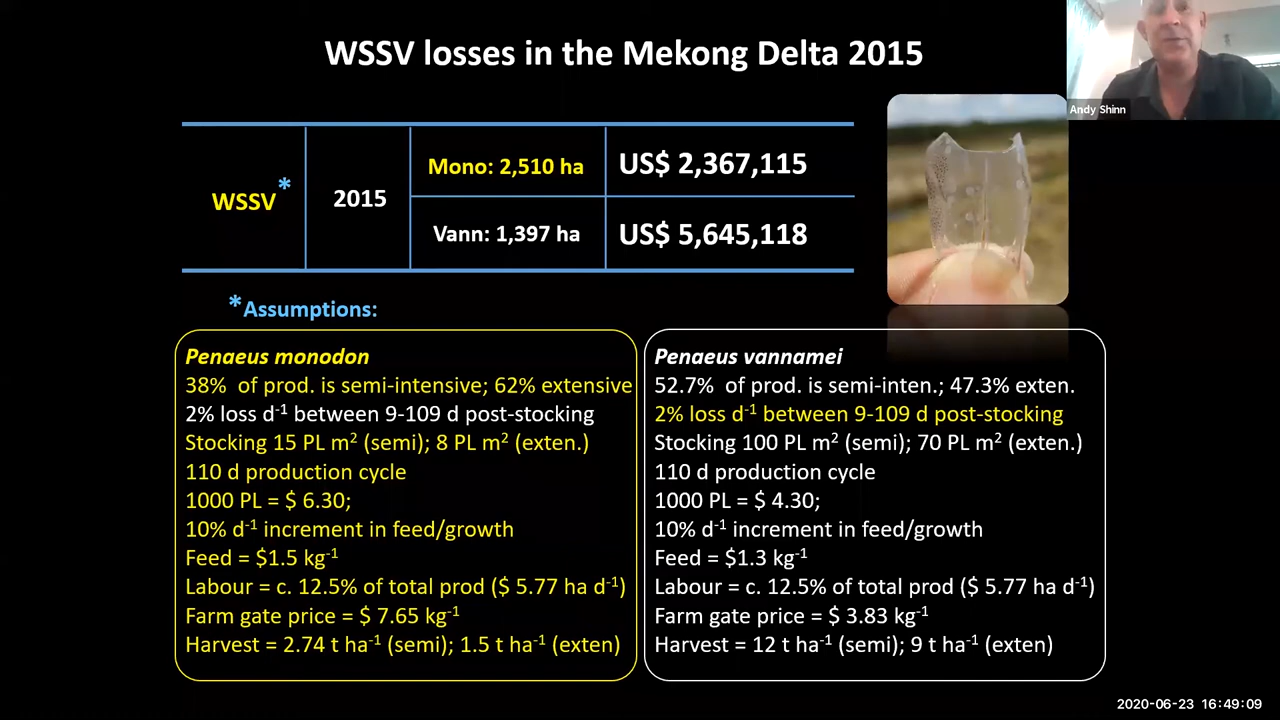 WSSV losses in the Mekong Delta 2015
Andy Shinn
WSSV*
2015
Mono: 2,510 ha
US$ 2,367,115
Vann: 1,397 ha
US$ 5,645,118
*Assumptions:
Penaeus monodon
38% of prod. is semi-intensive; 62% extensive
2% loss d⁻¹ between 9-109 d post-stocking
Stocking 15 PL m² (semi); 8 PL m² (exten.)
110 d production cycle
1000 PL = $ 6.30;
10% d⁻¹ increment in feed/growth
Feed = $1.5 kg⁻¹
Labour = c. 12.5% of total prod ($ 5.77 ha d⁻¹)
Farm gate price = $ 7.65 kg⁻¹
Harvest = 2.74 t ha⁻¹ (semi); 1.5 t ha⁻¹ (exten)
Penaeus vannamei
52.7% of prod. is semi-inten.; 47.3% exten.
2% loss d⁻¹ between 9-109 d post-stocking
Stocking 100 PL m² (semi); 70 PL m² (exten.)
110 d production cycle
1000 PL = $ 4.30;
10% d⁻¹ increment in feed/growth
Feed = $1.3 kg⁻¹
Labour = c. 12.5% of total prod ($ 5.77 ha d⁻¹)
Farm gate price = $ 3.83 kg⁻¹
Harvest = 12 t ha⁻¹ (semi); 9 t ha⁻¹ (exten)
2020-06-23 16:49:09